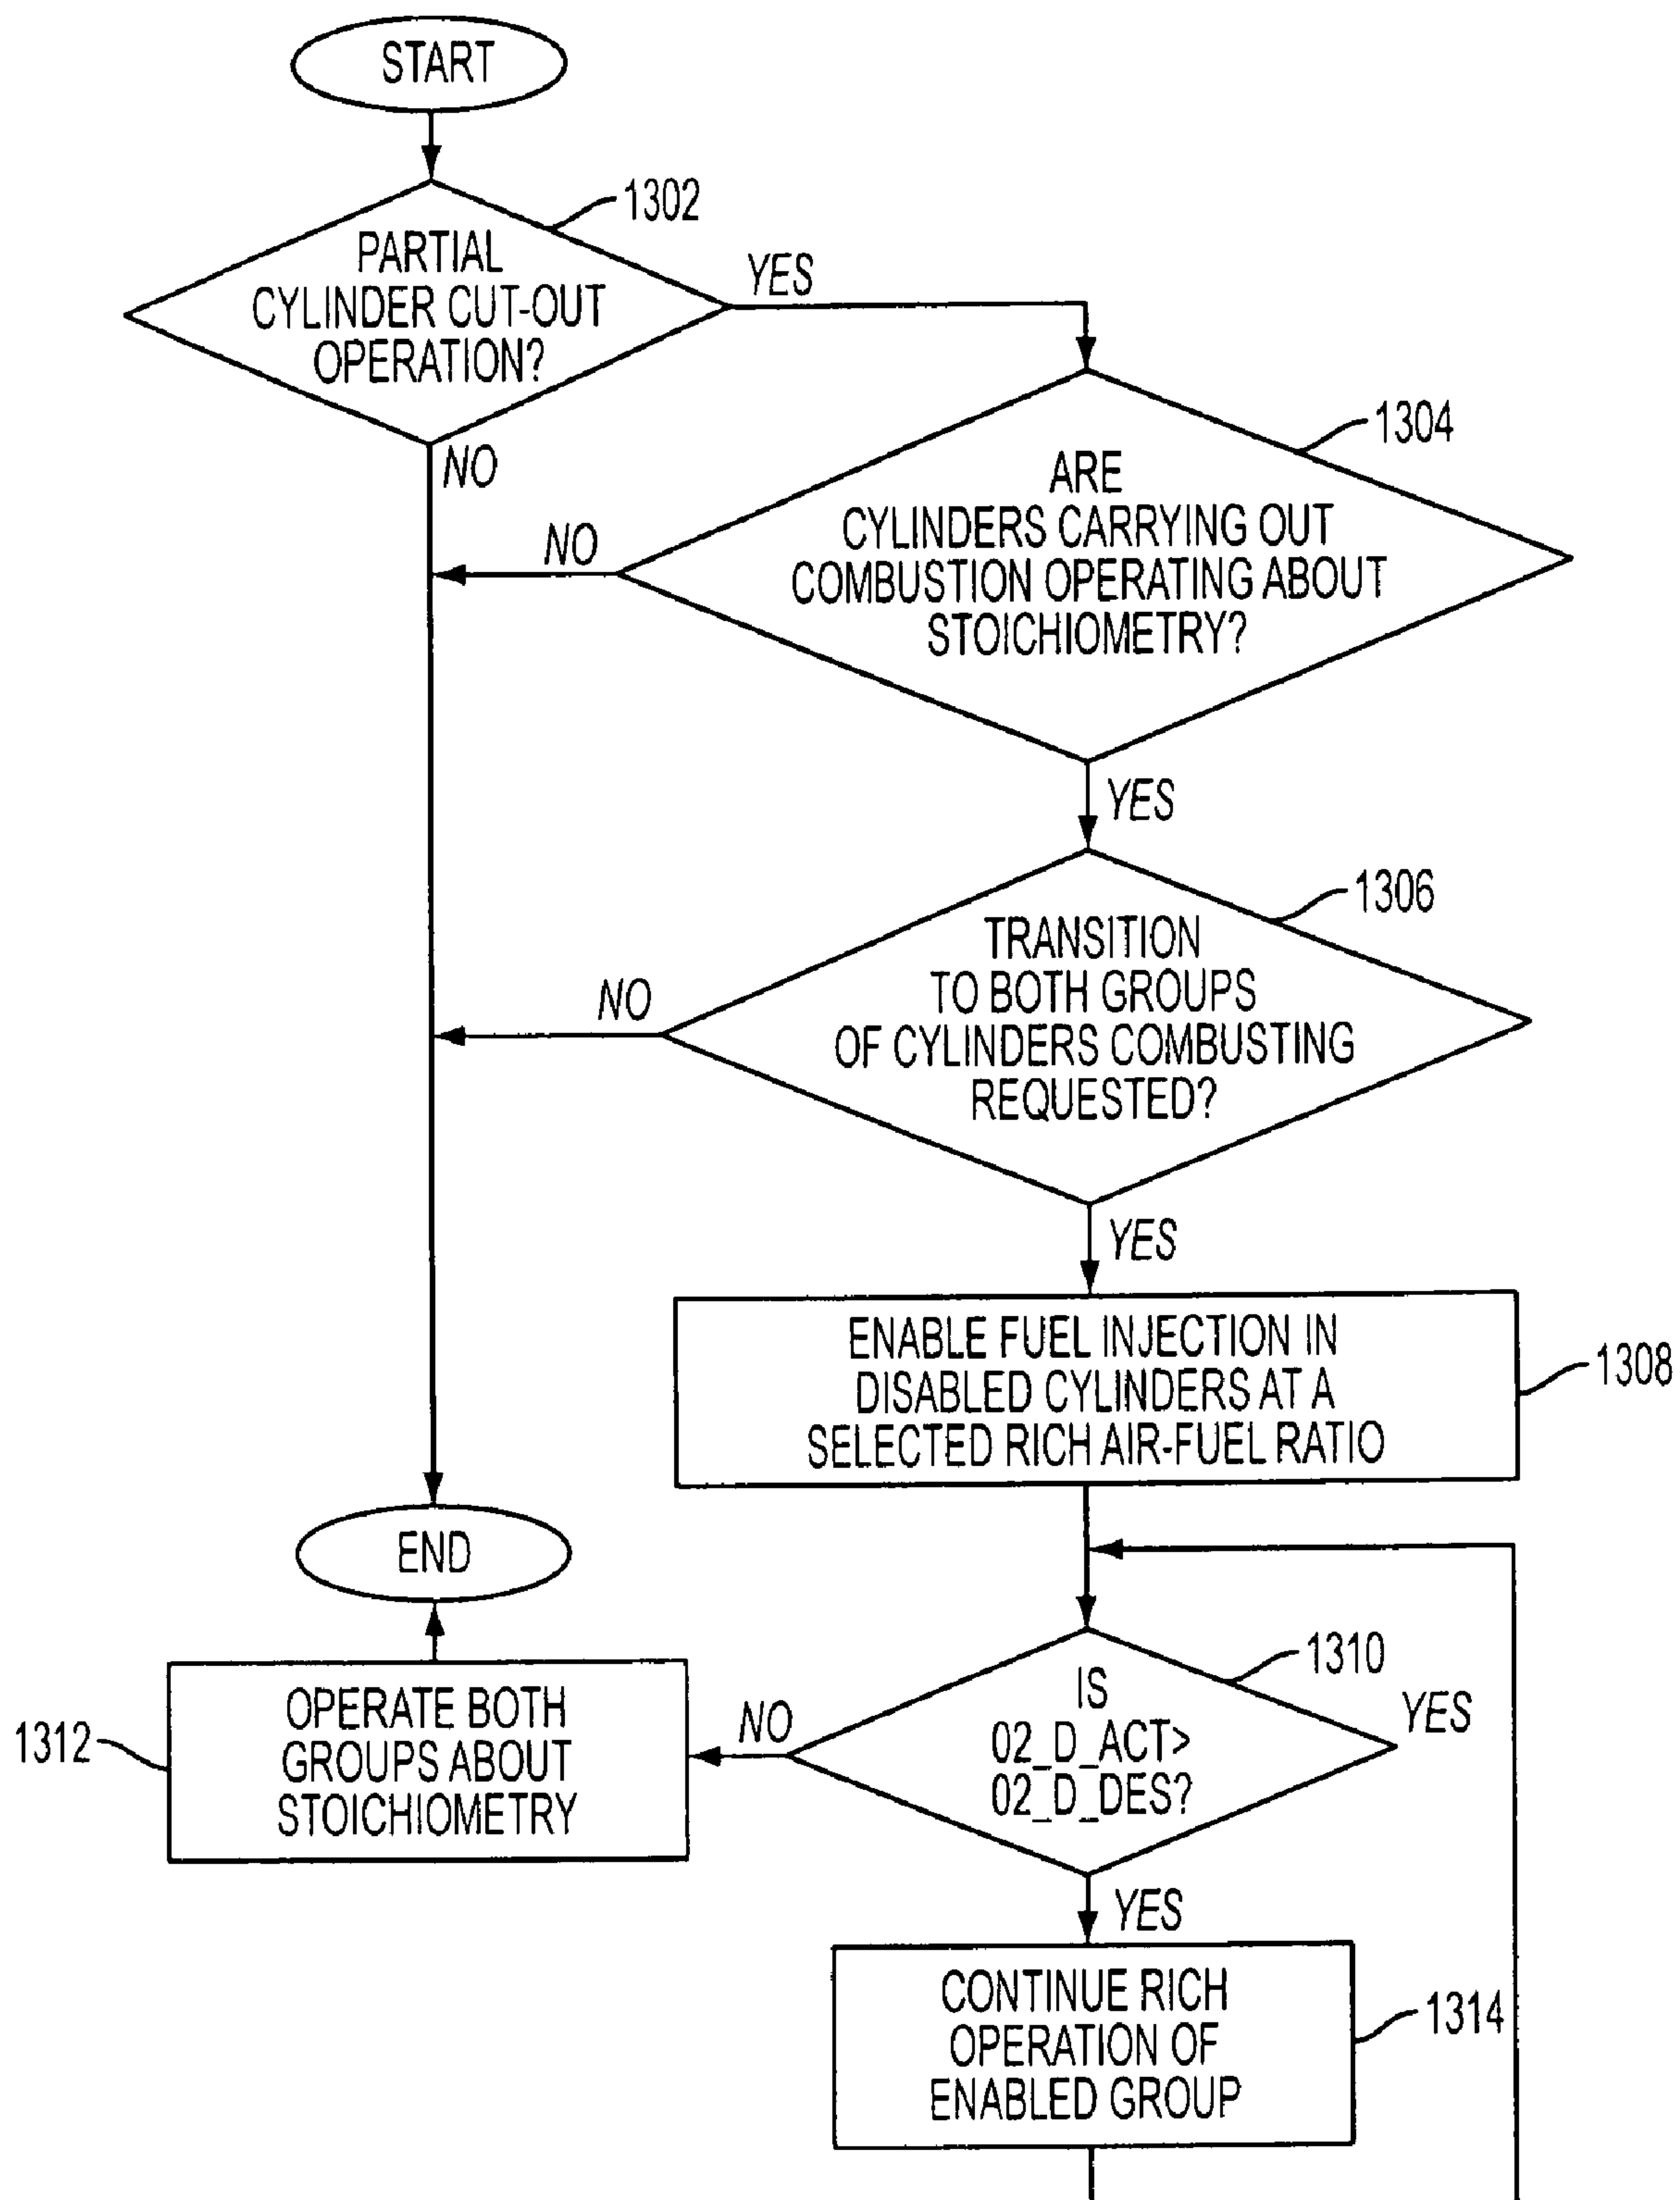 START
1302
PARTIAL
CYLINDER CUT-OUT
OPERATION?
YES
NO
1304
ARE
CYLINDERS CARRYING OUT
COMBUSTION OPERATING ABOUT
STOICHIOMETRY?
NO
YES
1306
TRANSITION
TO BOTH GROUPS
OF CYLINDERS COMBUSTING
REQUESTED?
NO
YES
ENABLE FUEL INJECTION IN
DISABLED CYLINDERS AT A
SELECTED RICH AIR-FUEL RATIO
1308
END
1310
IS
02_D_ACT>
02_D_DES?
YES
NO
1312
OPERATE BOTH
GROUPS ABOUT
STOICHIOMETRY
YES
CONTINUE RICH
OPERATION OF
ENABLED GROUP
1314